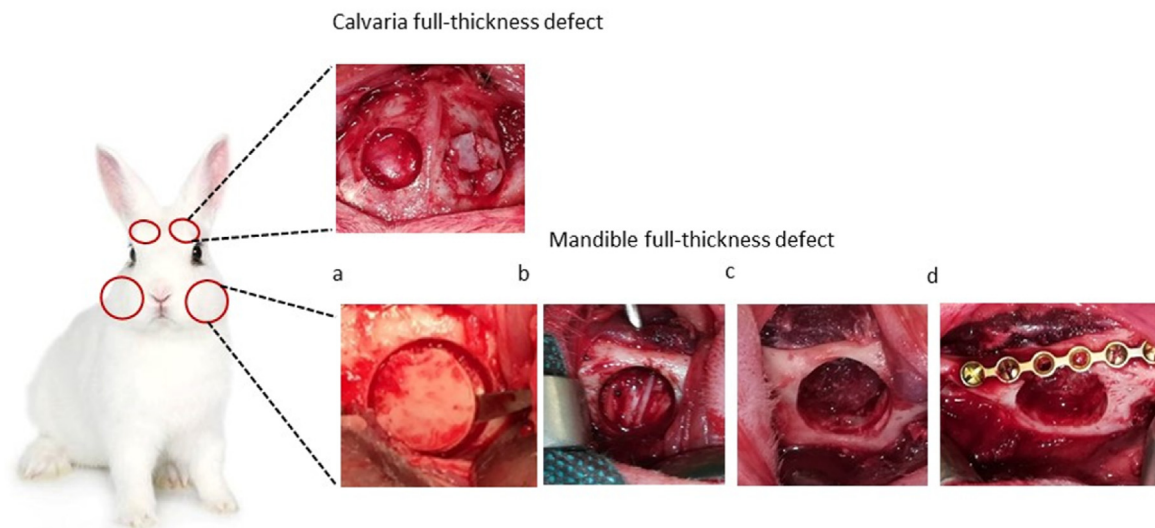 Calvaria full-thickness defect
Mandible full-thickness defect
a b c d